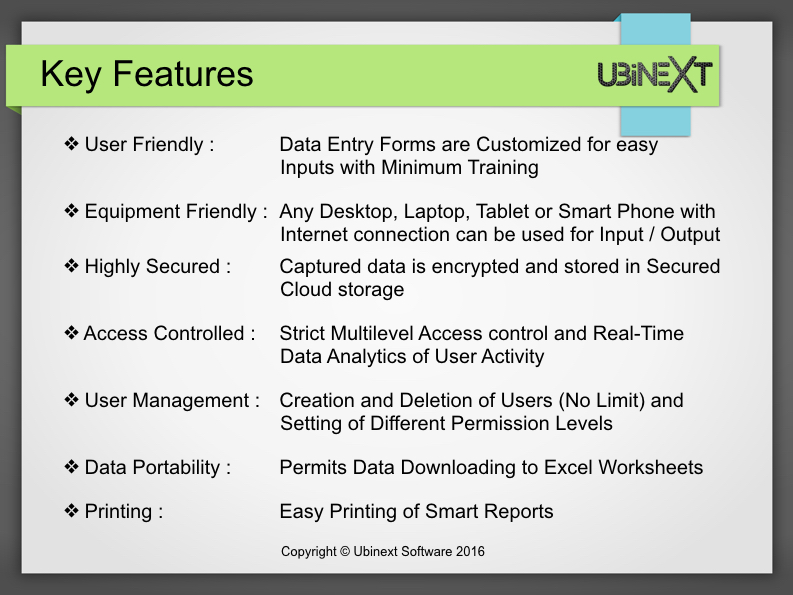 Key Features
UBiNEXT
❖ User Friendly : Data Entry Forms are Customized for easy
Inputs with Minimum Training
❖ Equipment Friendly : Any Desktop, Laptop, Tablet or Smart Phone with
Internet connection can be used for Input / Output
❖ Highly Secured : Captured data is encrypted and stored in Secured
Cloud storage
❖ Access Controlled : Strict Multilevel Access control and Real-Time
Data Analytics of User Activity
❖ User Management : Creation and Deletion of Users (No Limit) and
Setting of Different Permission Levels
❖ Data Portability : Permits Data Downloading to Excel Worksheets
❖ Printing : Easy Printing of Smart Reports
Copyright © Ubinext Software 2016